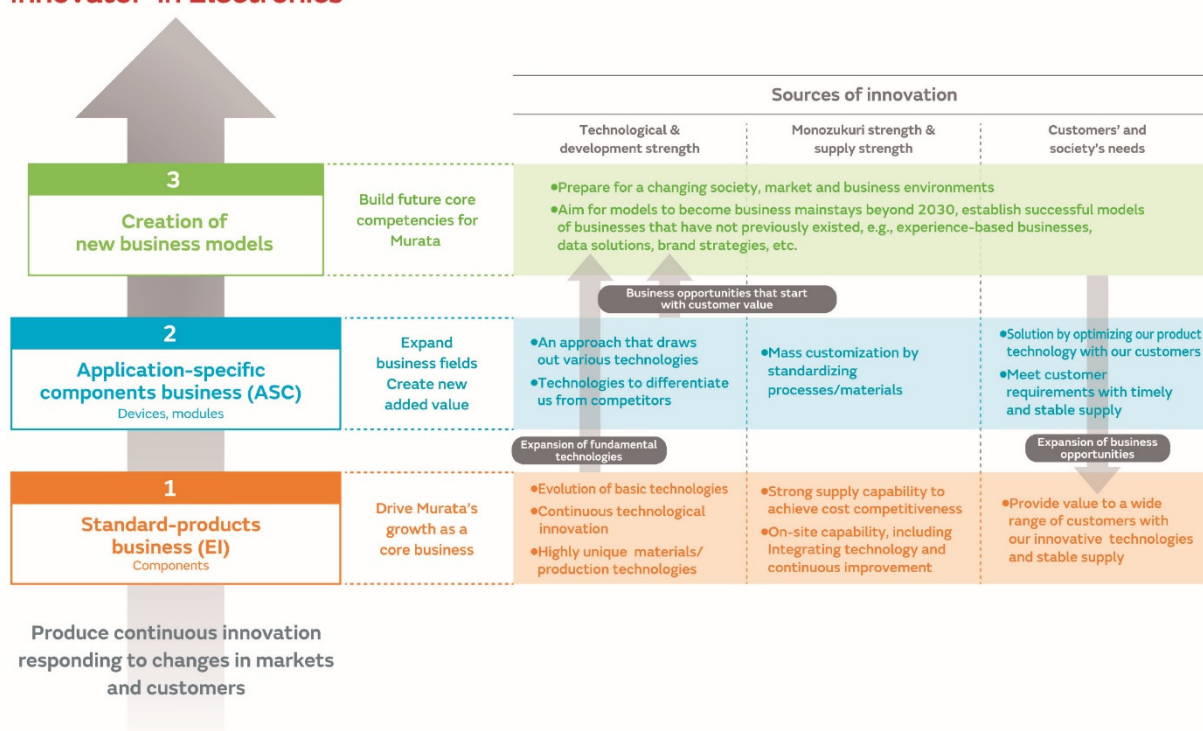 Innovator in Electronics
Sources of innovation
Technological &
development strength
Monozukuri strength &
supply strength
Customers' and
society's needs
3
Creation of
new business models
Build future core
competencies for
Murata
●Prepare for a changing society, market and business environments
●Aim for models to become business mainstays beyond 2030, establish successful models
of businesses that have not previously existed, e.g., experience-based businesses,
data solutions, brand strategies, etc.
Business opportunities that start
with customer value
2
Application-specific
components business (ASC)
Devices, modules
Expand
business fields
Create new
added value
●An approach that draws
out various technologies
●Technologies to differentiate
us from competitors
●Mass customization by
standardizing
processes/materials
●Solution by optimizing our product
technology with our customers
●Meet customer
requirements with timely
and stable supply
Expansion of fundamental
technologies
Expansion of business
opportunities
1
Standard-products
business (EI)
Components
Drive Murata's
growth as a
core business
●Evolution of basic technologies
●Continuous technological
innovation
●Highly unique materials/
production technologies
●Strong supply capability to
achieve cost competitiveness
●On-site capability, including
Integrating technology and
continuous improvement
●Provide value to a wide
range of customers with
our innovative technologies
and stable supply
Produce continuous innovation
responding to changes in markets
and customers